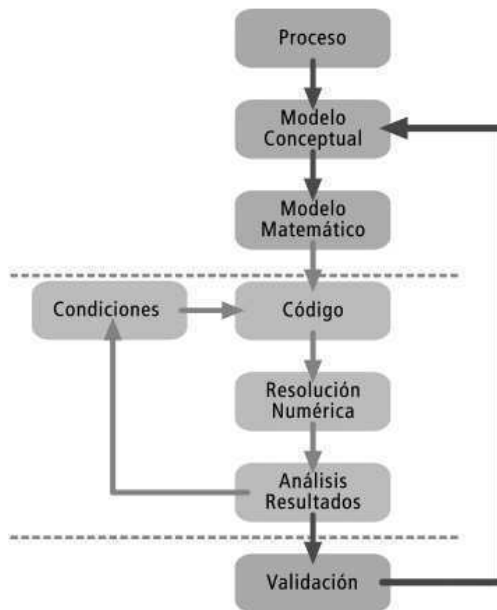 Proceso
Modelo
Conceptual
Modelo
Matemático
Condiciones
Código
Resolución
Numérica
Análisis
Resultados
Validación